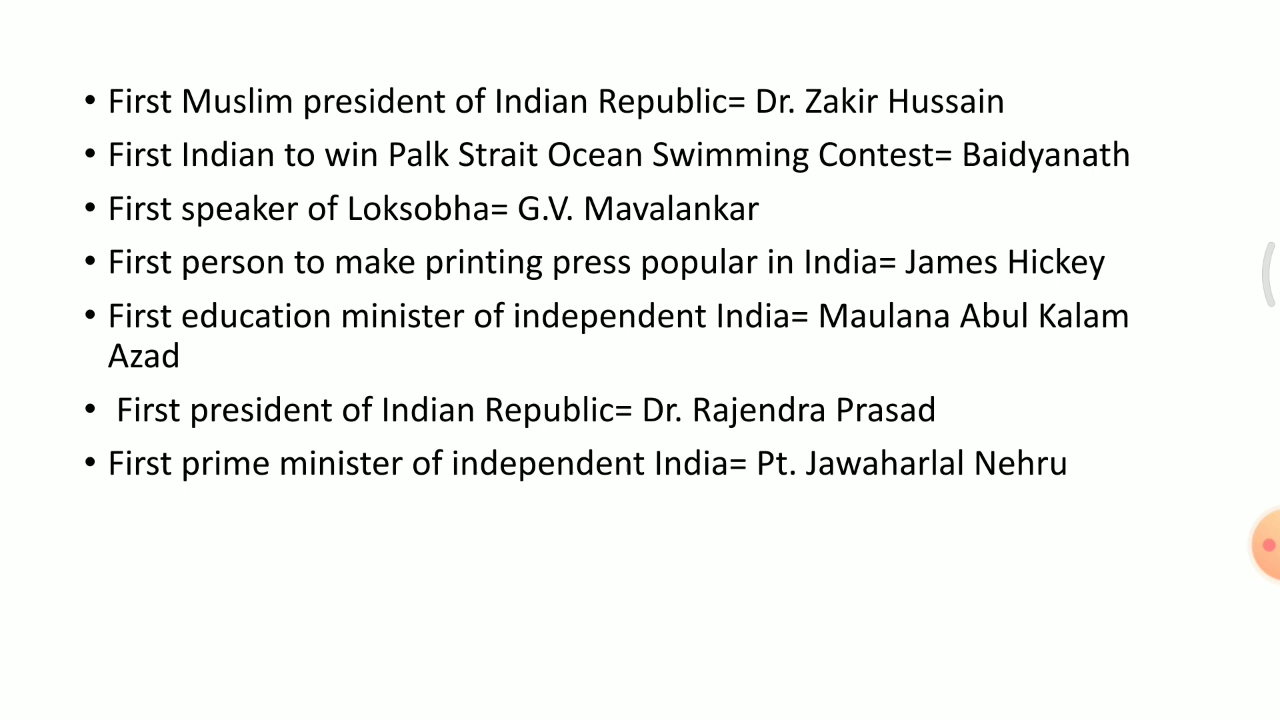 • First Muslim president of Indian Republic= Dr. Zakir Hussain
• First Indian to win Palk Strait Ocean Swimming Contest= Baidyanath
• First speaker of Loksobha= G.V. Mavalankar
• First person to make printing press popular in India= James Hickey
• First education minister of independent India= Maulana Abul Kalam
Azad
• First president of Indian Republic= Dr. Rajendra Prasad
• First prime minister of independent India= Pt. Jawaharlal Nehru